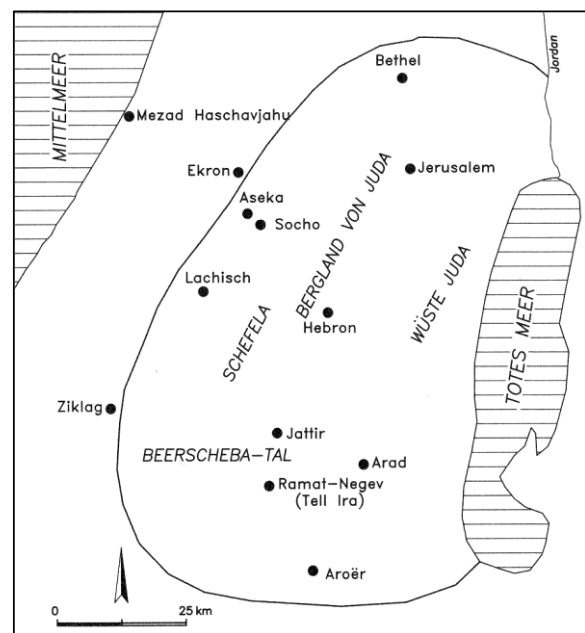 Jordan
Bethel
MITTELMEER
Mezad Haschavjahu
Ekron
Jerusalem
Aseka
Socho
BERGLAND VON JUDA
Lachisch
WÜSTE JUDA
Hebron
SCHEFELA
TOTES MEER
Ziklag
Jattir
BEERSCHEBA-TAL
Arad
Ramat-Negev
(Tell Ira)
Aroër
0 25 km